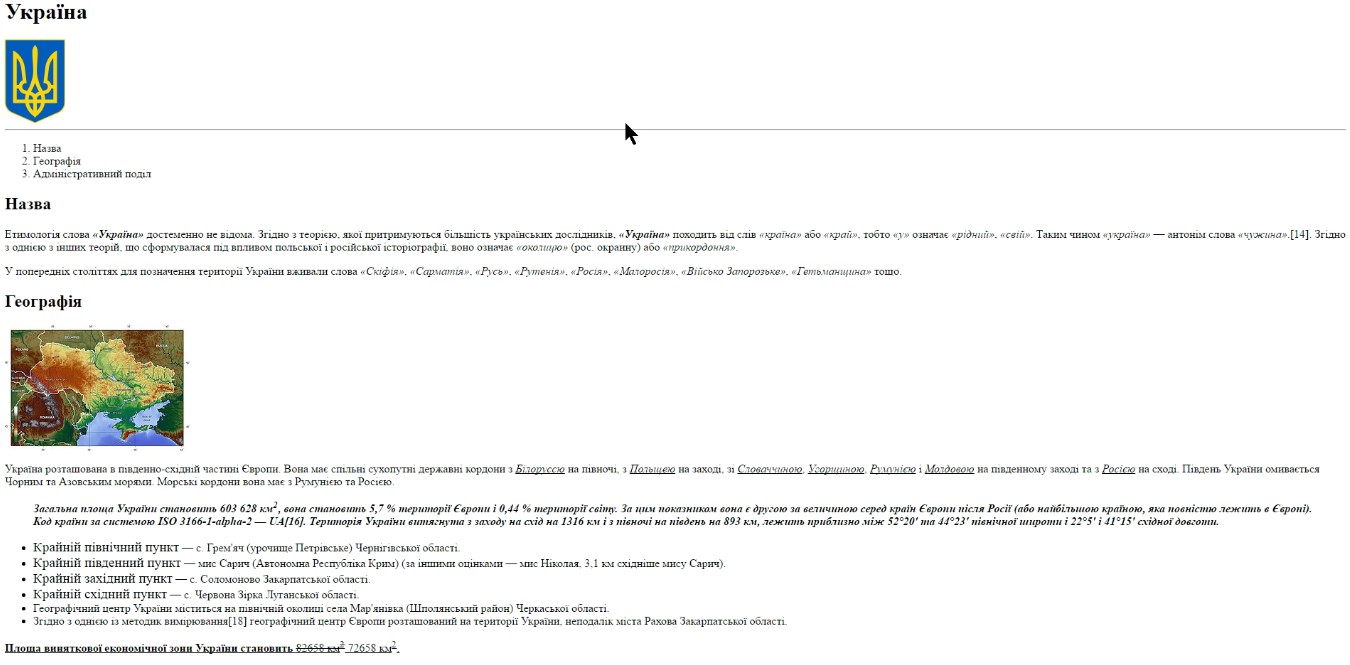 Україна
1. Назва
2. Географія
3. Адміністративний поділ
Назва
Етимологія слова «Україна» достеменно не відома. Згідно з теорією, якої притримуються більшість українських дослідників, «Україна» походить від слів «країна» або «край», тобто «у» означає «рідний», «свій». Таким чином «україна» — антонім слова «чужина».[14]. Згідно
з однією з інших теорій, що сформувалася під впливом польської і російської історіографії, воно означає «околицю» (рос. окраину) або «прикордоння».
У попередніх століттях для позначення території України вживали слова «Скіфія», «Сарматія», «Русь», «Рутенія», «Росія», «Малоросія», «Військо Запорозьке», «Гетьманщина» тощо.
Географія
Україна розташована в південно-східній частині Європи. Вона має спільні сухопутні державні кордони з Білоруссю на півночі, з Польщею на заході, зі Словаччиною, Угорщиною, Румунією і Молдовою на південному заході та з Росією на сході. Південь України омивається
Чорним та Азовським морями. Морські кордони вона має з Румунією та Росією.
Загальна площа України становить 603 628 км², вона становить 5,7 % території Європи і 0,44 % території світу. За цим показником вона є другою за величиною серед країн Європи після Росії (або найбільшою країною, яка повністю лежить в Європі).
Код країни за системою ISO 3166-1-alpha-2 — UA[16]. Територія України витягнута з заходу на схід на 1316 км і з півночі на південь на 893 км, лежить приблизно між 52°20' та 44°23' північної широти і 22°5' і 41°15' східної довготи.
• Крайній північний пункт — с. Грем'яч (урочище Петрівське) Чернігівської області.
• Крайній південний пункт — мис Сарич (Автономна Республіка Крим) (за іншими оцінками — мис Ніколая, 3,1 км східніше мису Сарич).
• Крайній західний пункт — с. Соломоново Закарпатської області.
• Крайній східний пункт — с. Червона Зірка Луганської області.
• Географічний центр України міститься на північній околиці села Мар'янівка (Шполянський район) Черкаської області.
• Згідно з однією із методик вимірювання[18] географічний центр Європи розташований на території України, неподалік міста Рахова Закарпатської області.
Площа виняткової економічної зони України становить 82658 км² 72658 км².